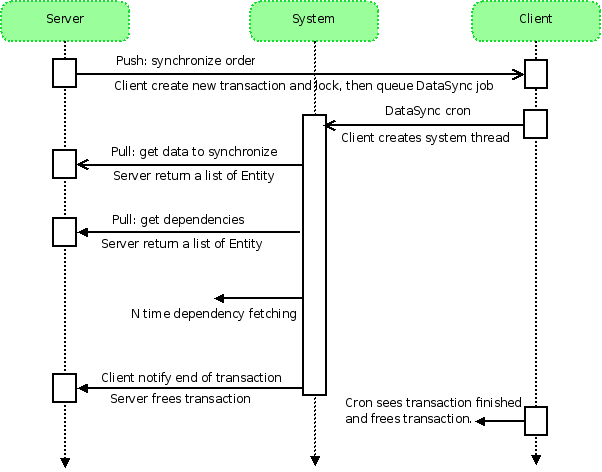 Server
System
Client
Push: synchronize order
Client create new transaction and lock, then queue DataSync job
DataSync cron
Client creates system thread
Pull: get data to synchronize
Server return a list of Entity
Pull: get dependencies
Server return a list of Entity
N time dependency fetching
Client notify end of transaction
Server frees transaction
Cron sees transaction finished
and frees transaction.